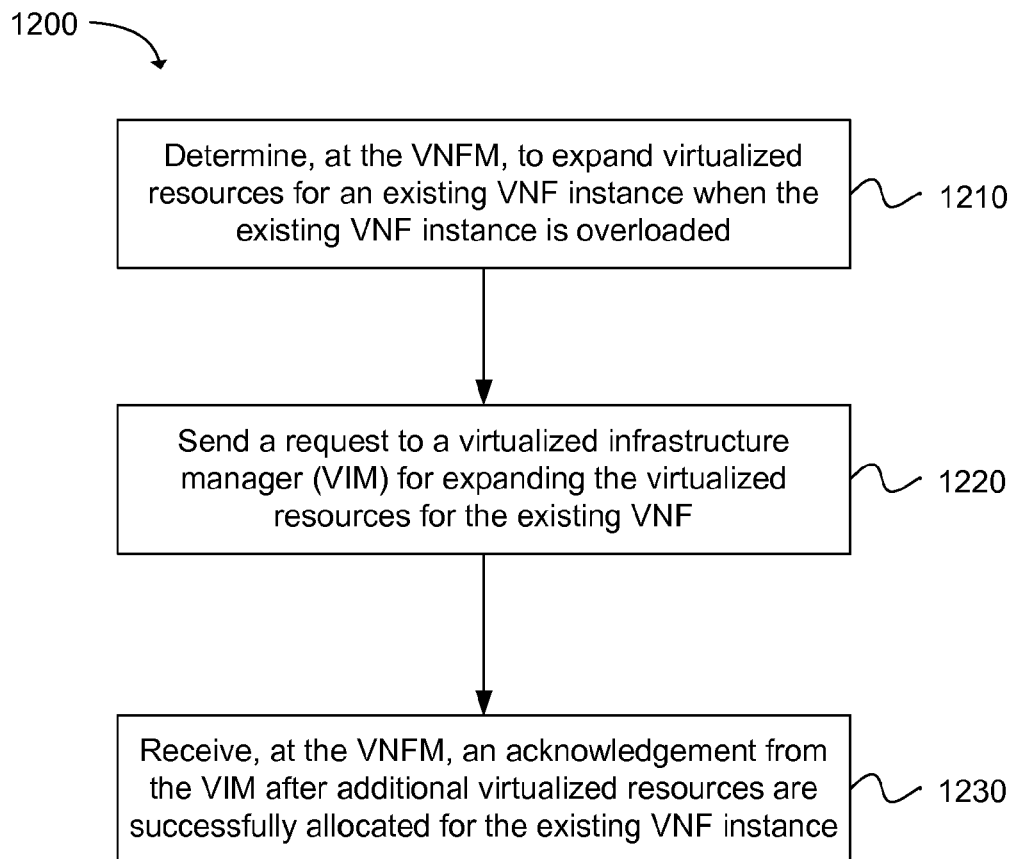 1200
Determine, at the VNFM, to expand virtualized
resources for an existing VNF instance when the
existing VNF instance is overloaded
1210
Send a request to a virtualized infrastructure
manager (VIM) for expanding the virtualized
resources for the existing VNF
1220
Receive, at the VNFM, an acknowledgement from
the VIM after additional virtualized resources are
successfully allocated for the existing VNF instance
1230